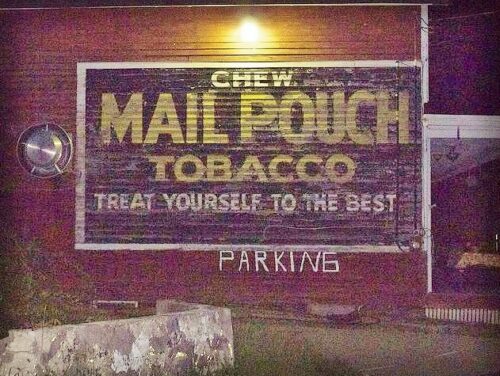 CHEW
MAIL POUCH
TOBACCO
TREAT YOURSELF TO THE BEST
PARKING